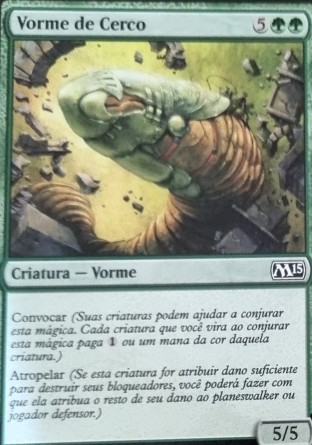 Vorme de Cerco 5
Criatura — Vorme M15
Convocar (Suas criaturas podem ajudar a conjurar
esta mágica. Cada criatura que você vira ao conjurar
esta mágica paga 1 ou um mana da cor daquela
criatura.)
Atropelar (Se esta criatura for atribuir dano suficiente
para destruir seus bloqueadores, você poderá fazer com
que ela atribua o resto de seu dano ao planeswalker ou
jogador defensor.)
5/5